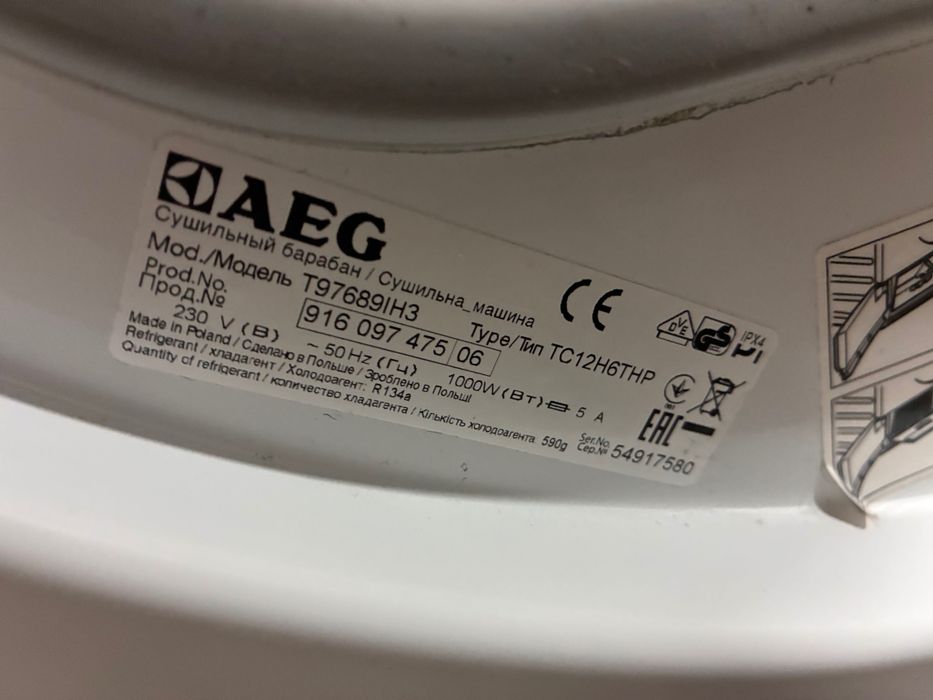 AEG
Сушильный барабан / Сушильна_машина
Mod./Модель T97689IH3
Type/Тип TC12H6THP
Prod.No.
Прод.№
916 097 475 06
230 V (В) ~ 50 Hz (Гц) 1000W (Вт) 5 A
Made in Poland / Сделано в Польше / Зроблено в Польщі
Refrigerant / хладагент / Холодоагент: R134a
Quantity of refrigerant / количество хладагента / Кількість холодоагента 590g
Ser.No.
Сер.№ 54917580
CE
DVE
GS
IPX4
EAC